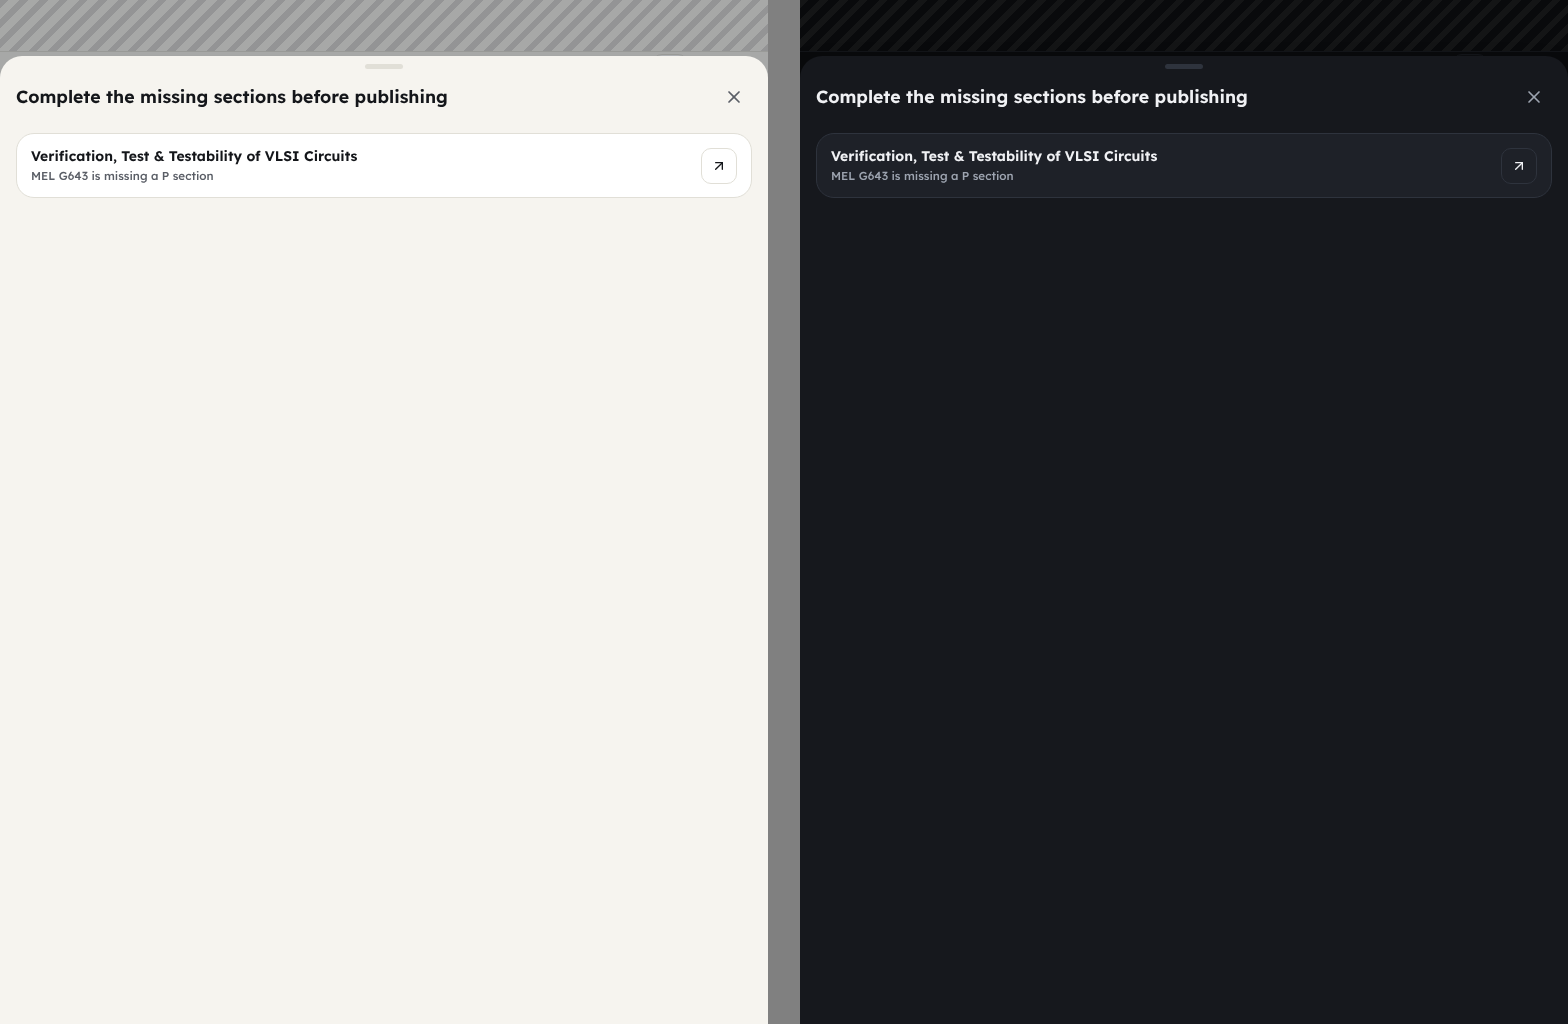 Complete the missing sections before publishing
Verification, Test & Testability of VLSI Circuits
MEL G643 is missing a P section
Complete the missing sections before publishing
Verification, Test & Testability of VLSI Circuits
MEL G643 is missing a P section